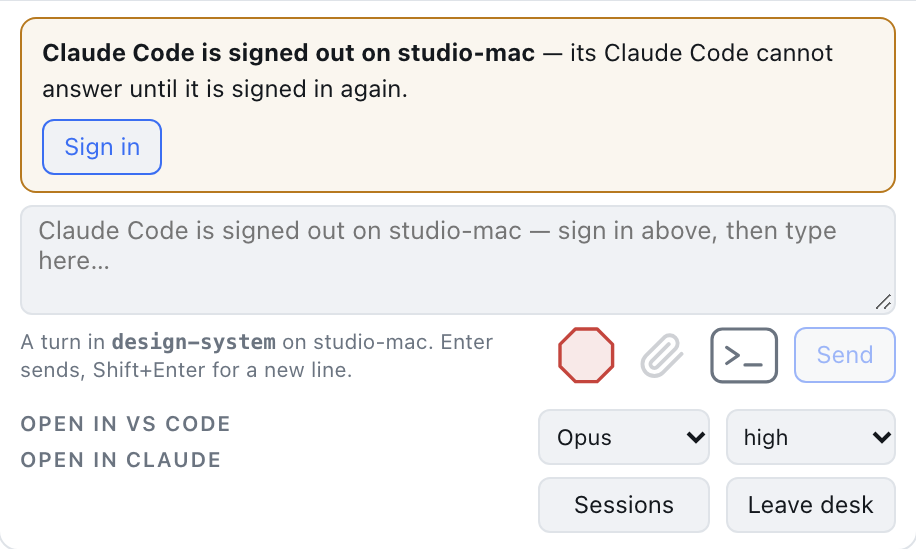 Claude Code is signed out on studio-mac — its Claude Code cannot
answer until it is signed in again.
Sign in
Claude Code is signed out on studio-mac — sign in above, then type
here...
A turn in design-system on studio-mac. Enter
sends, Shift+Enter for a new line.
>_
Send
OPEN IN VS CODE
OPEN IN CLAUDE
Opus
high
Sessions
Leave desk